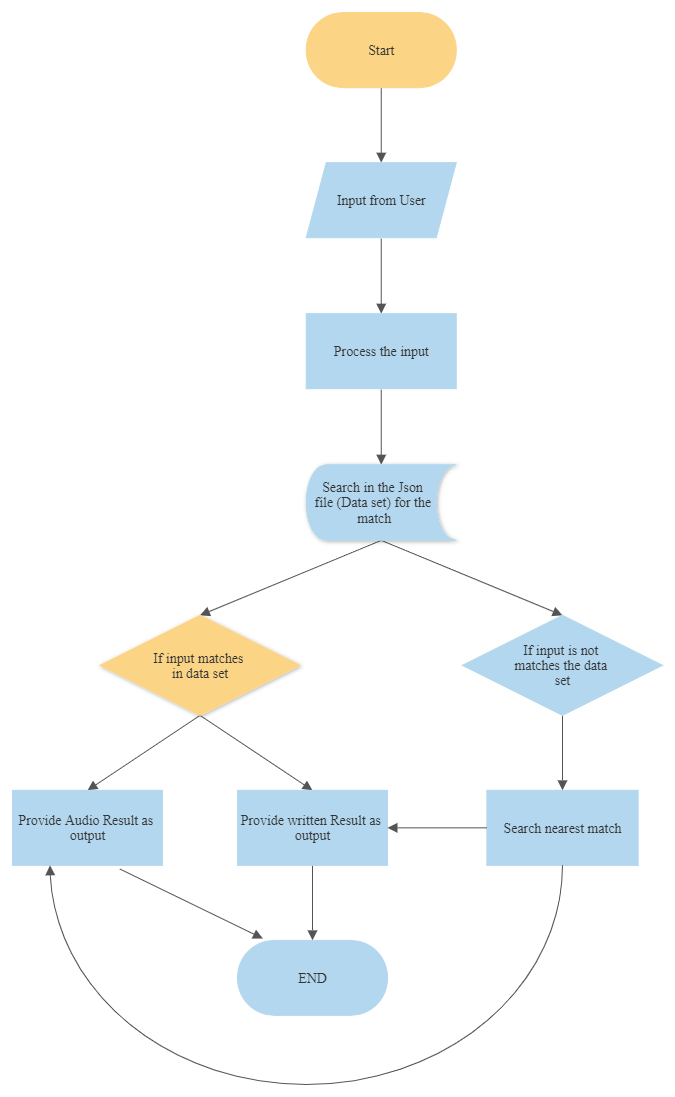 Start
Input from User
Process the input
Search in the Json
file (Data set) for the
match
If input matches
in data set
If input is not
matches the data
set
Provide Audio Result as
output
Provide written Result as
output
Search nearest match
END